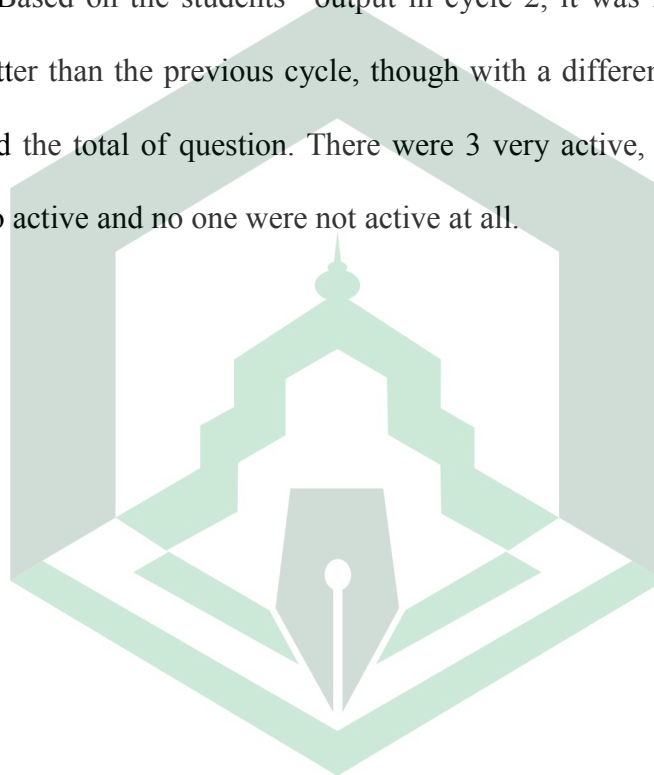 Based on the students' output in cycle 2, it was
tter than the previous cycle, though with a differen
d the total of question. There were 3 very active,
o active and no one were not active at all.